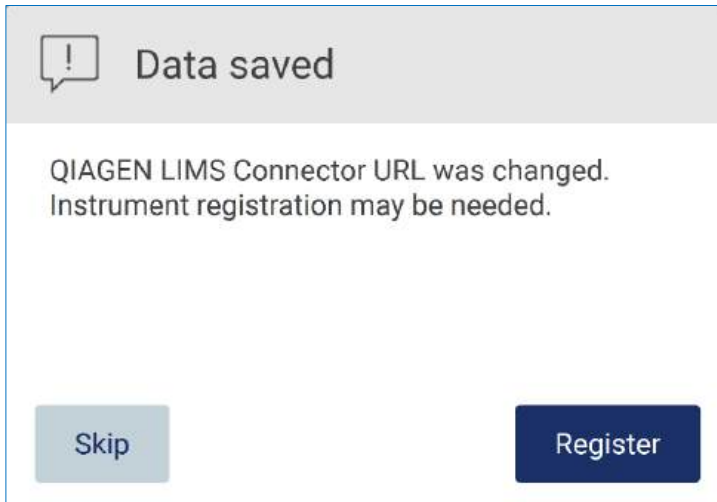 Data saved
QIAGEN LIMS Connector URL was changed.
Instrument registration may be needed.
Skip
Register